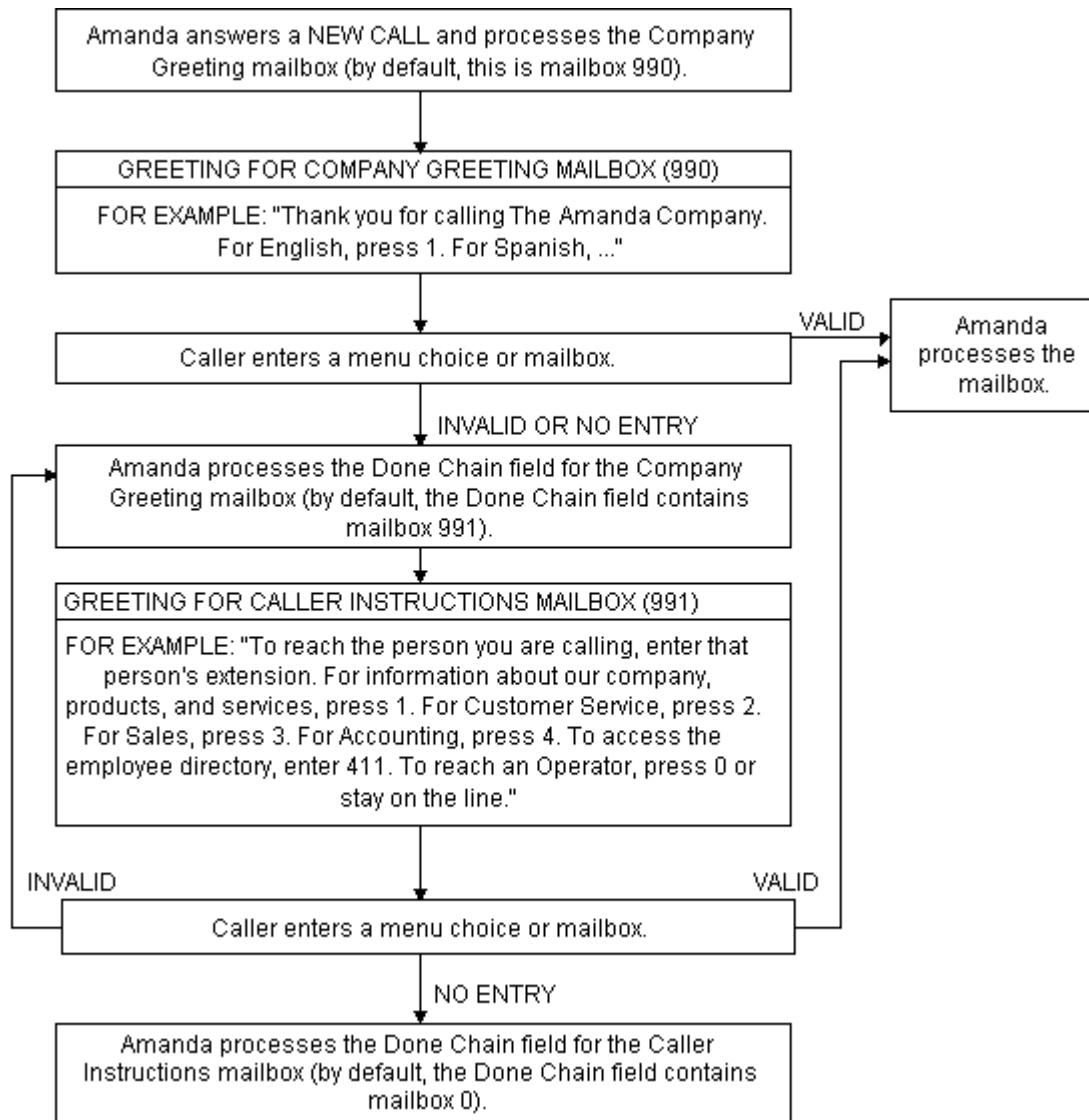 Amanda answers a NEW CALL and processes the Company
Greeting mailbox (by default, this is mailbox 990).
GREETING FOR COMPANY GREETING MAILBOX (990)
FOR EXAMPLE: "Thank you for calling The Amanda Company.
For English, press 1. For Spanish, ..."
VALID
Amanda
processes the
mailbox.
Caller enters a menu choice or mailbox.
INVALID OR NO ENTRY
Amanda processes the Done Chain field for the Company
Greeting mailbox (by default, the Done Chain field contains
mailbox 991).
GREETING FOR CALLER INSTRUCTIONS MAILBOX (991)
FOR EXAMPLE: "To reach the person you are calling, enter that
person's extension. For information about our company,
products, and services, press 1. For Customer Service, press 2.
For Sales, press 3. For Accounting, press 4. To access the
employee directory, enter 411. To reach an Operator, press 0 or
stay on the line."
INVALID
VALID
Caller enters a menu choice or mailbox.
NO ENTRY
Amanda processes the Done Chain field for the Caller
Instructions mailbox (by default, the Done Chain field contains
mailbox 0).